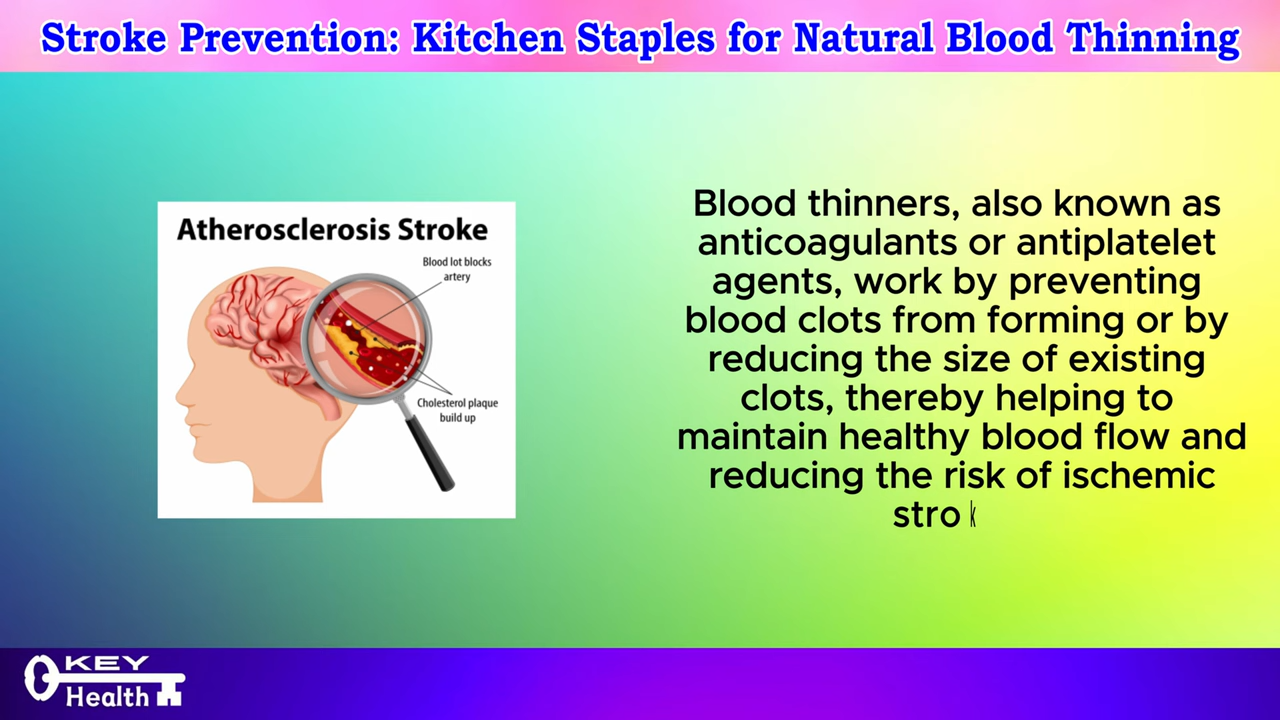 Stroke Prevention: Kitchen Staples for Natural Blood Thinning
Atherosclerosis Stroke
Blood lot blocks
artery
Cholesterol plaque
build up
Blood thinners, also known as
anticoagulants or antiplatelet
agents, work by preventing
blood clots from forming or by
reducing the size of existing
clots, thereby helping to
maintain healthy blood flow and
reducing the risk of ischemic
strok
KEY
Health